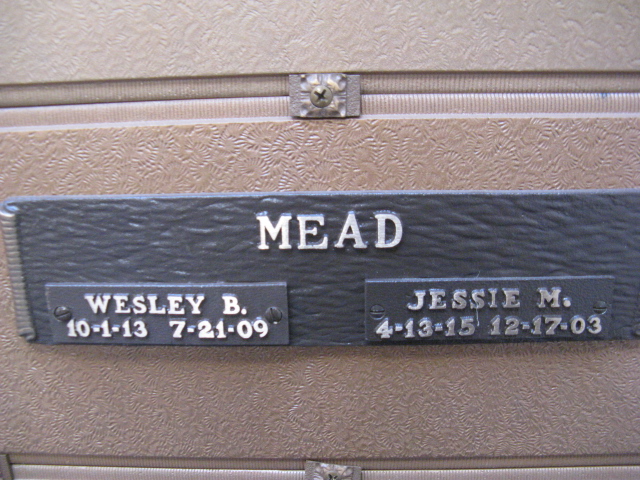 MEAD
WESLEY B.
10-1-13 7-21-09
JESSIE M.
4-13-15 12-17-03